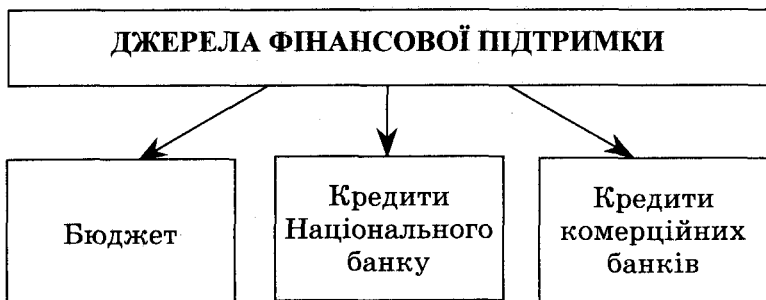 ДЖЕРЕЛА ФІНАНСОВОЇ ПІДТРИМКИ
Бюджет
Кредити
Національного
банку
Кредити
комерційних
банків